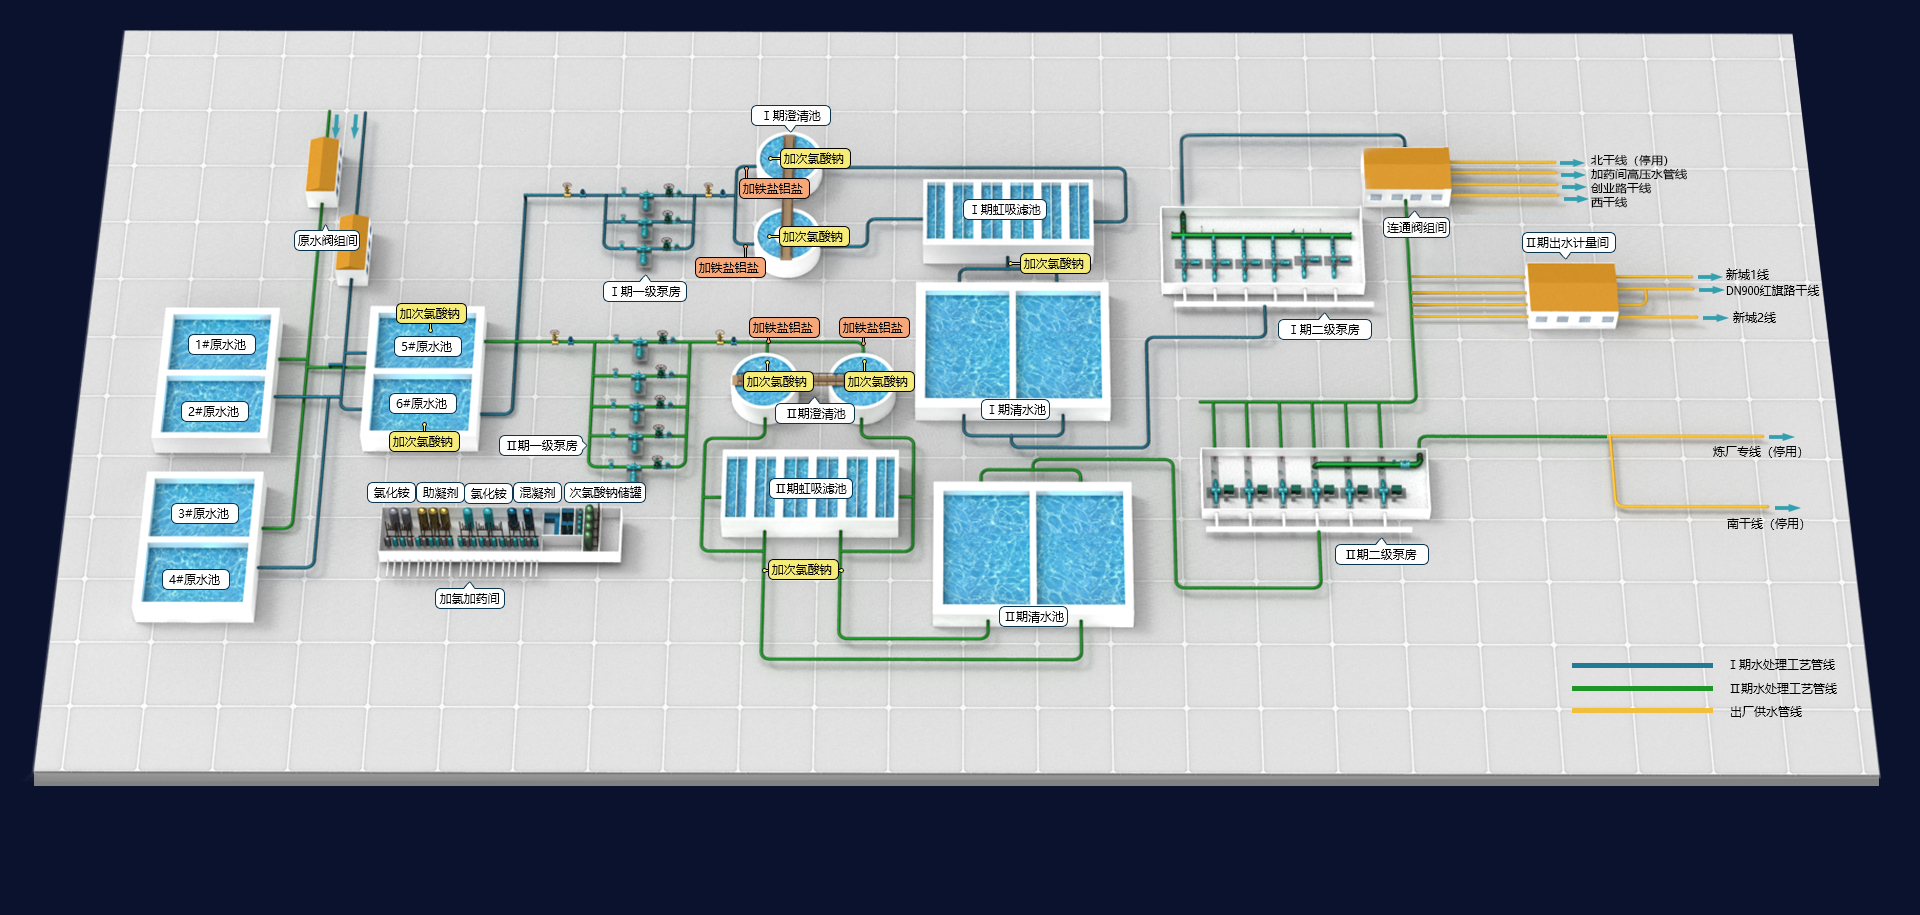 Ⅰ期澄清池
加次氯酸钠
加铁盐铝盐
加次氯酸钠
加铁盐铝盐
原水阀组间
Ⅰ期一级泵房
Ⅰ期虹吸滤池
加次氯酸钠
Ⅰ期清水池
Ⅰ期二级泵房
连通阀组间
北干线（停用）
加药间高压水管线
创业路干线
西干线
Ⅱ期出水计量间
新城1线
DN900红旗路干线
新城2线
1#原水池
2#原水池
3#原水池
4#原水池
加次氯酸钠
5#原水池
6#原水池
加次氯酸钠
Ⅱ期一级泵房
加铁盐铝盐
加铁盐铝盐
加次氯酸钠
加次氯酸钠
Ⅱ期澄清池
Ⅱ期虹吸滤池
加次氯酸钠
Ⅱ期清水池
Ⅱ期二级泵房
炼厂专线（停用）
南干线（停用）
氯化铵
助凝剂
氯化铵
混凝剂
次氯酸钠储罐
加氯加药间
Ⅰ期水处理工艺管线
Ⅱ期水处理工艺管线
出厂供水管线